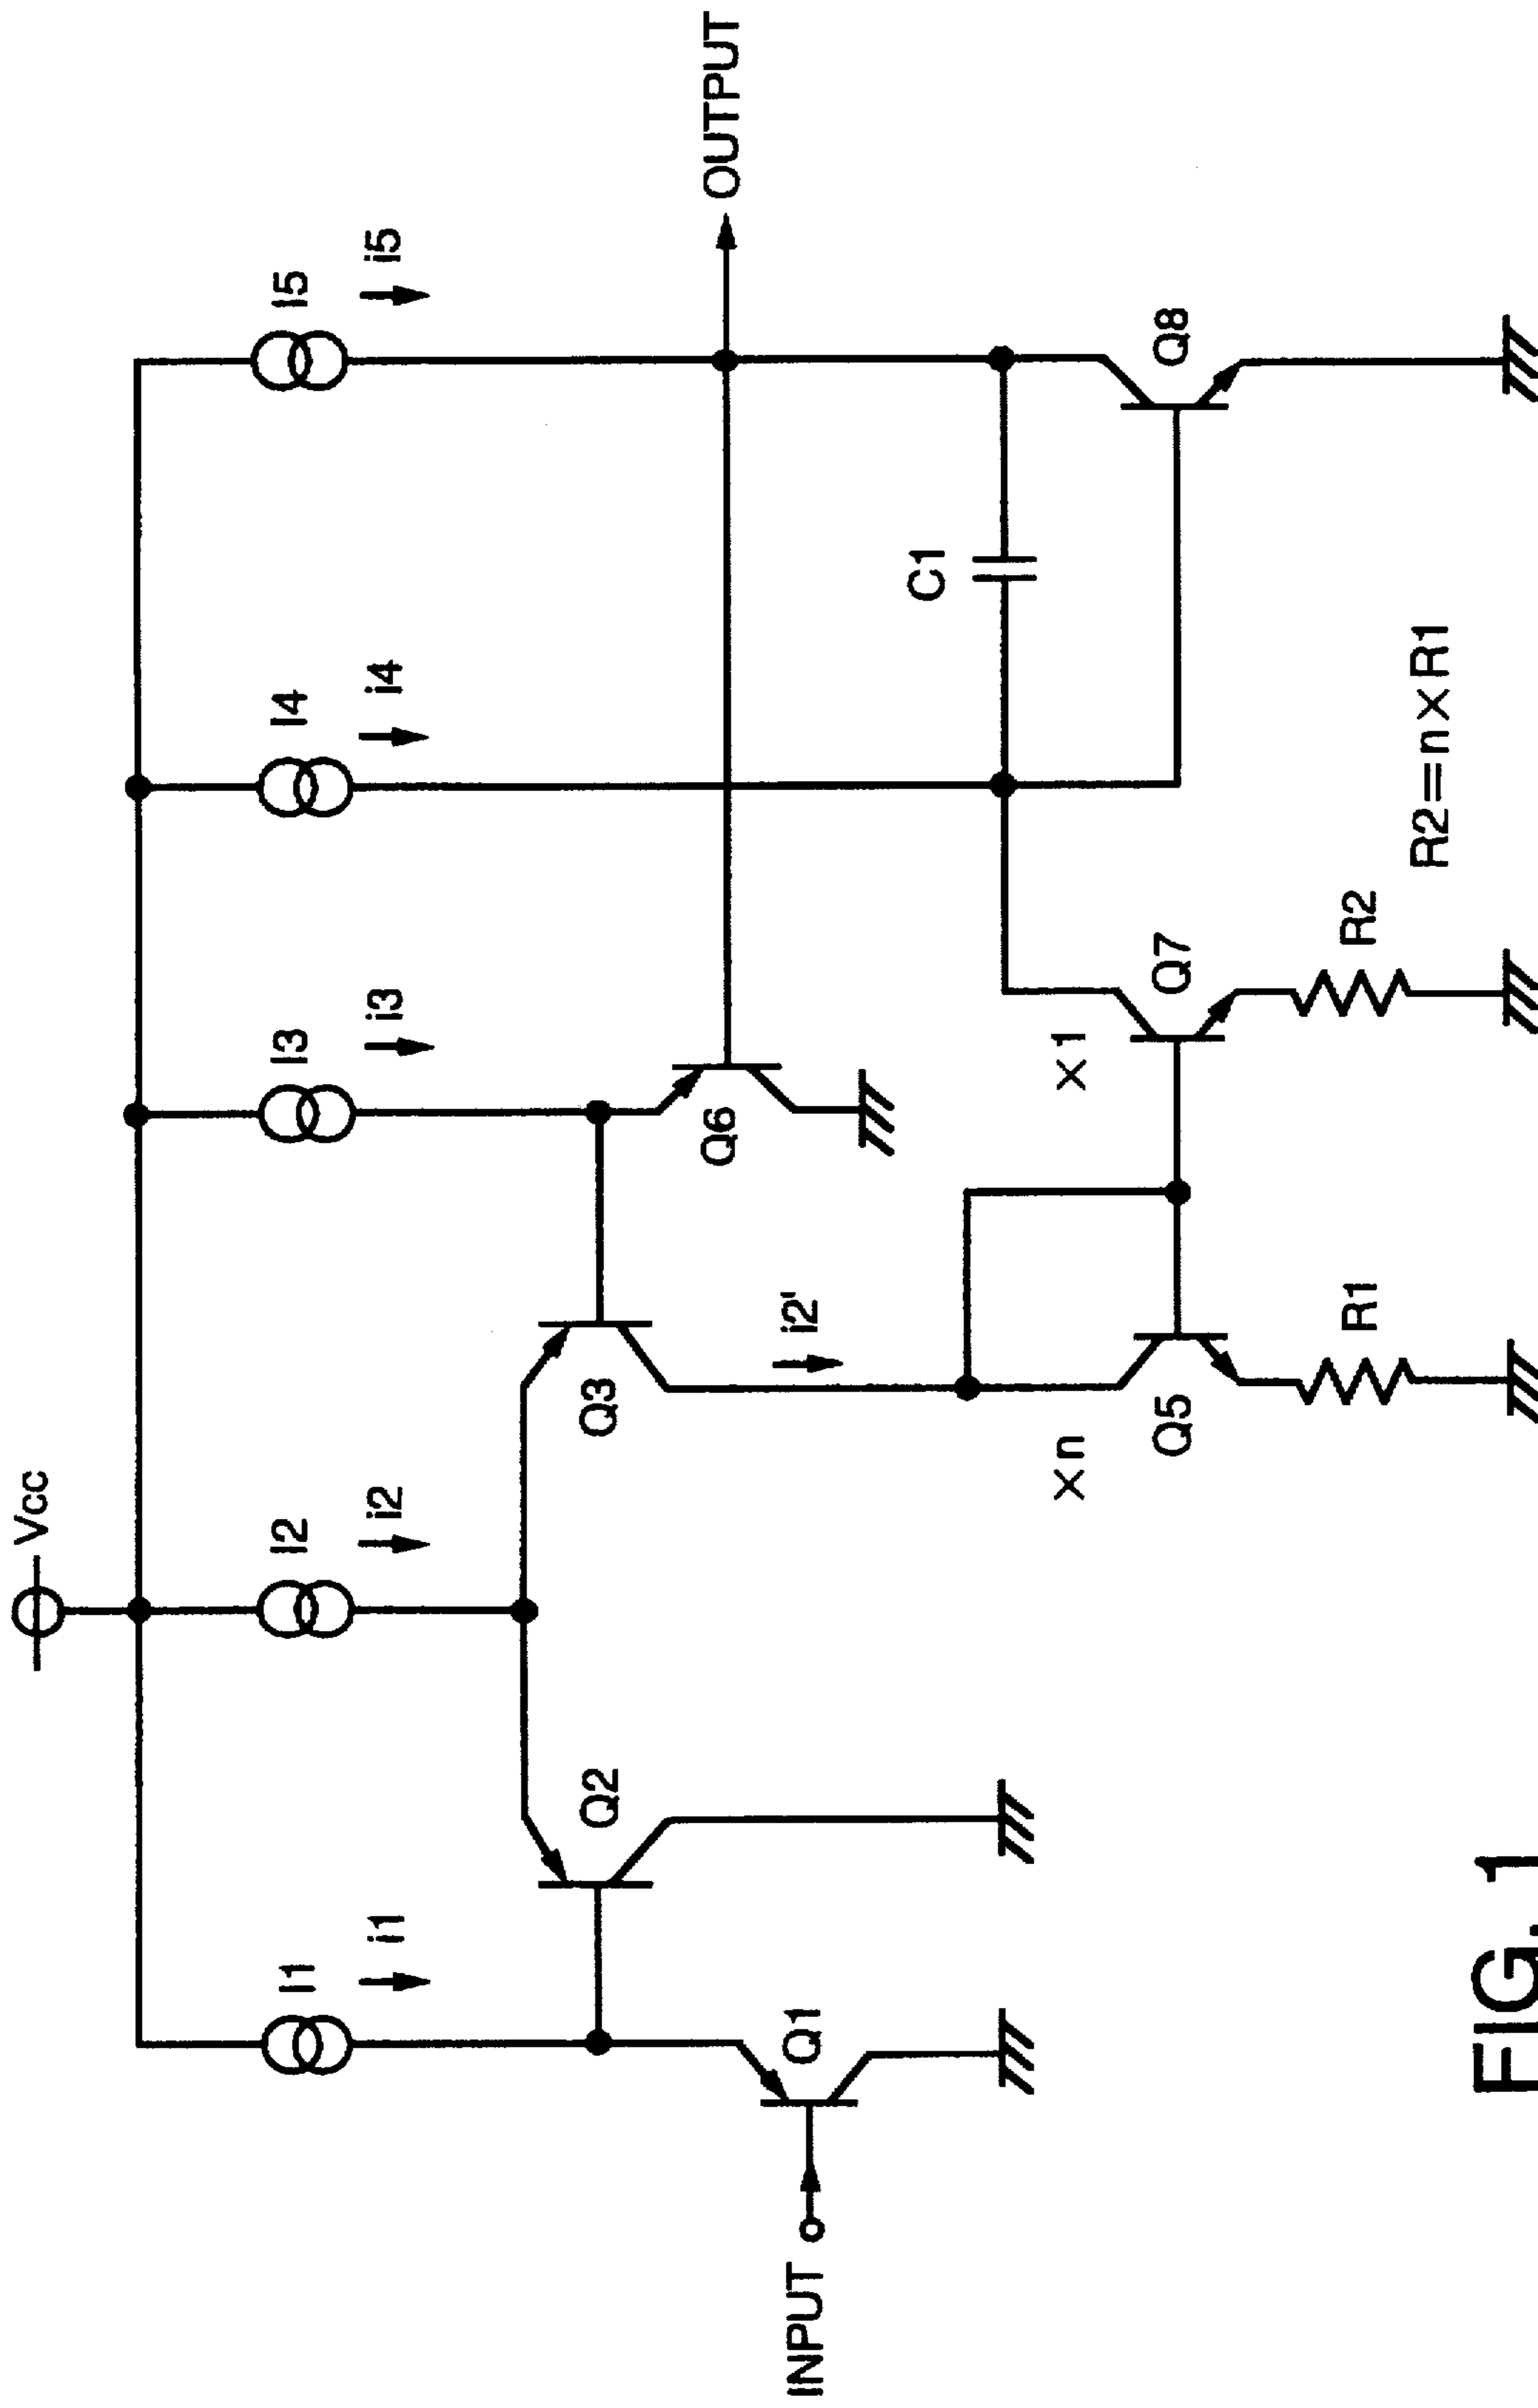 Vcc
I1
i1
I2
i2
I3
i3
I4
i4
I5
i5
INPUT
Q1
Q2
Q3
i2'
Q6
OUTPUT
C1
×n
Q5
R1
×1
Q7
R2
Q8
R2=n×R1
FIG. 1